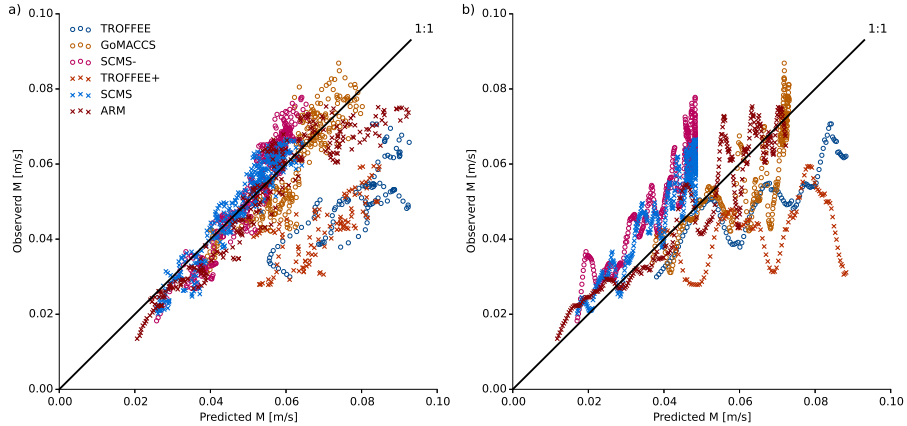 a)
b)
1:1
1:1
TROFFEE
GoMACCS
SCMS-
TROFFEE+
SCMS
ARM
0.10
0.08
0.06
0.04
0.02
0.00
Observerd M [m/s]
0.00 0.02 0.04 0.06 0.08 0.10
Predicted M [m/s]
0.10
0.08
0.06
0.04
0.02
0.00
Observerd M [m/s]
0.00 0.02 0.04 0.06 0.08 0.10
Predicted M [m/s]